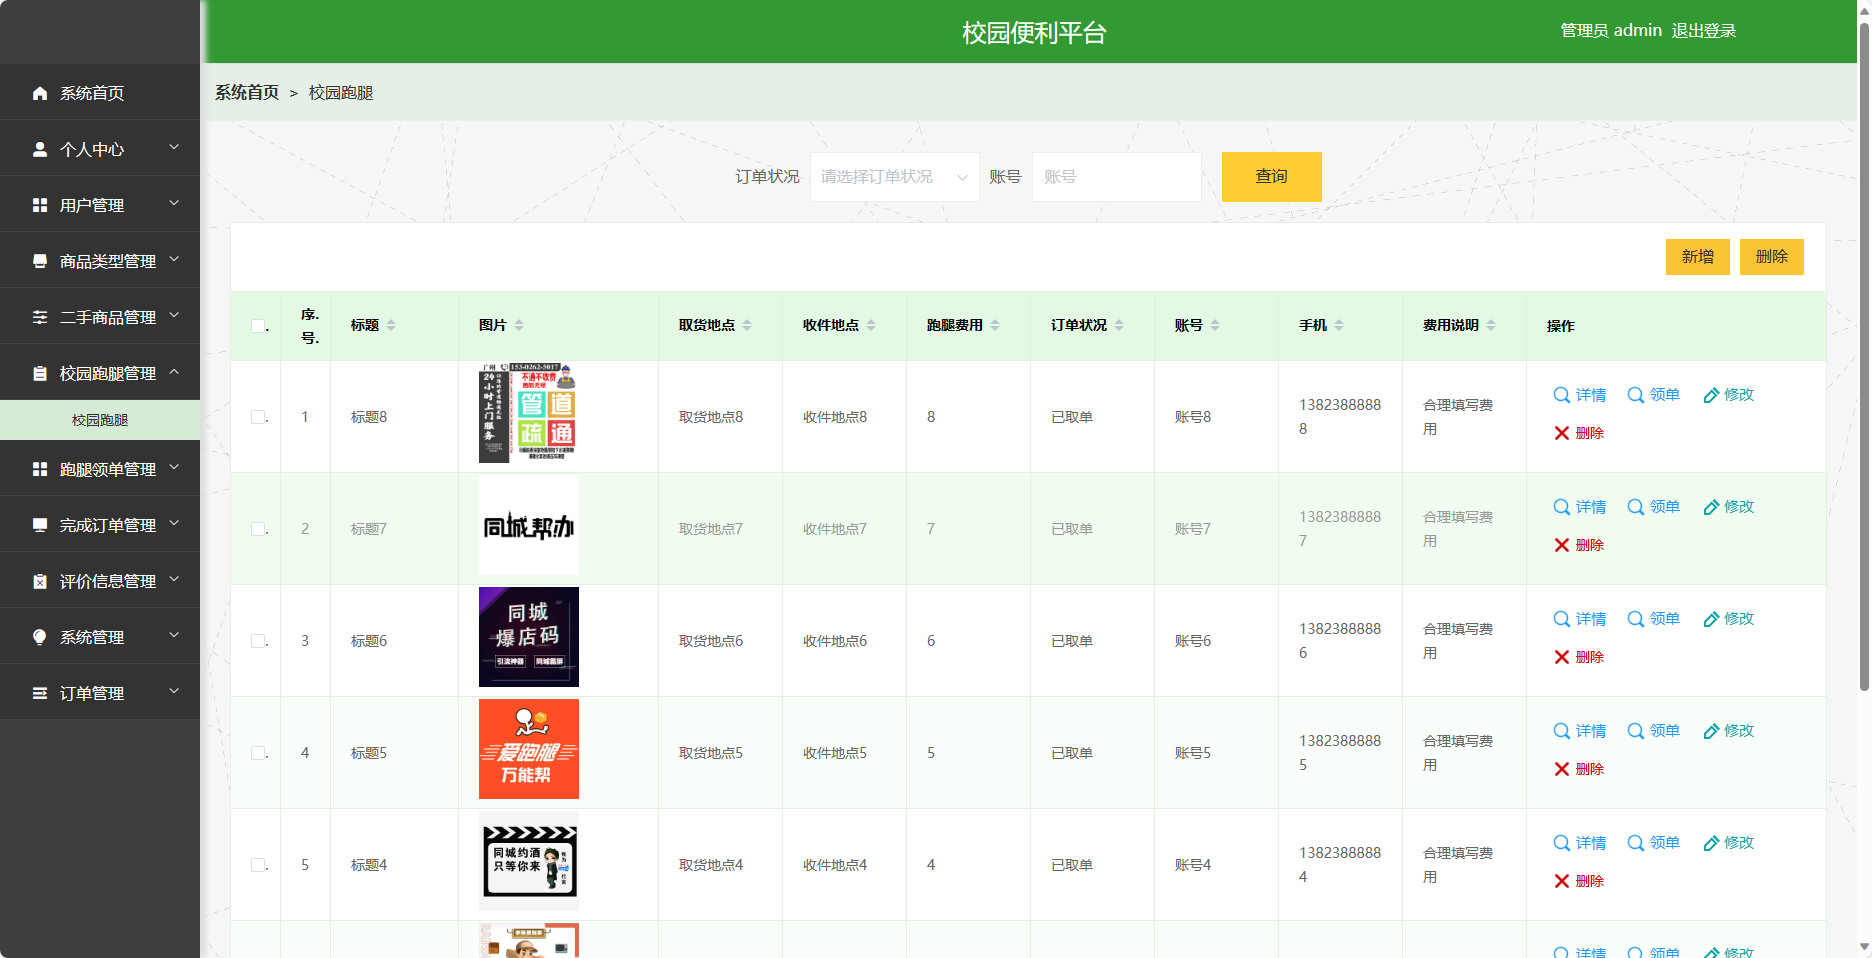 校园便利平台
管理员 admin 退出登录
系统首页
个人中心
用户管理
商品类型管理
二手商品管理
校园跑腿管理
校园跑腿
跑腿领单管理
完成订单管理
评价信息管理
系统管理
订单管理
系统首页 > 校园跑腿
订单状况 请选择订单状况 账号 账号 查询
新增 删除
序号. 标题 图片 取货地点 收件地点 跑腿费用 订单状况 账号 手机 费用说明 操作
1 标题8 取货地点8 收件地点8 8 已取单 账号8 13823888888 合理填写费用 详情 领单 修改 删除
广州 153-0262-5017
不通不收费
24小时上门服务
管道
疏通
2 标题7 取货地点7 收件地点7 7 已取单 账号7 13823888887 合理填写费用 详情 领单 修改 删除
同城帮办
3 标题6 取货地点6 收件地点6 6 已取单 账号6 13823888886 合理填写费用 详情 领单 修改 删除
同城
爆店码
引流神器 同城霸屏
4 标题5 取货地点5 收件地点5 5 已取单 账号5 13823888885 合理填写费用 详情 领单 修改 删除
爱跑腿
万能帮
5 标题4 取货地点4 收件地点4 4 已取单 账号4 13823888884 合理填写费用 详情 领单 修改 删除
同城约酒
只等你来
详情 领单 修改